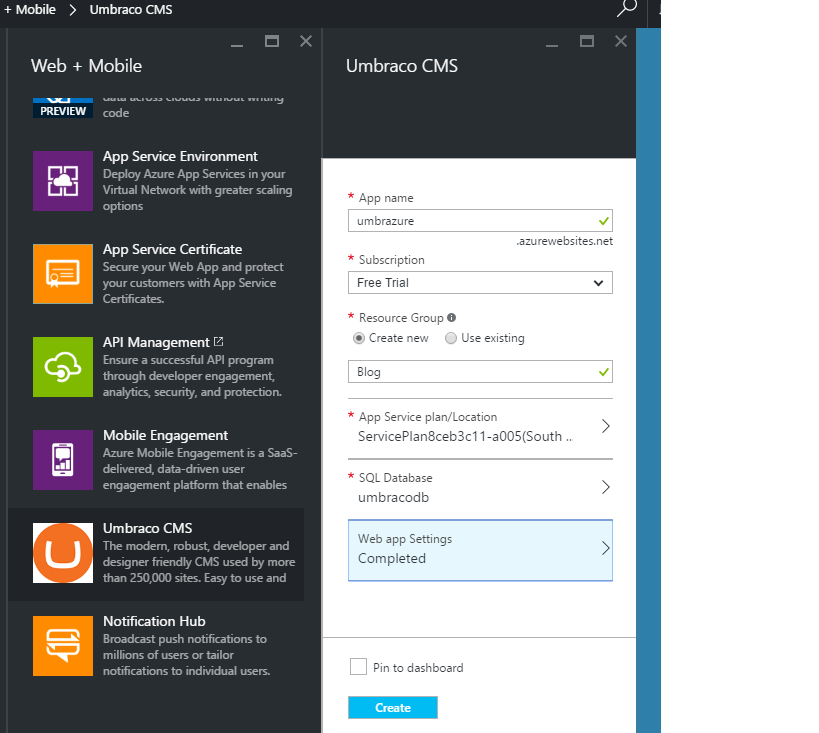 + Mobile > Umbraco CMS
Web + Mobile
PREVIEW
data across clouds without writing
code
App Service Environment
Deploy Azure App Services in your
Virtual Network with greater scaling
options
App Service Certificate
Secure your Web App and protect
your customers with App Service
Certificates.
API Management
Ensure a successful API program
through developer engagement,
analytics, security, and protection.
Mobile Engagement
Azure Mobile Engagement is a SaaS-
delivered, data-driven user
engagement platform that enables
Umbraco CMS
The modern, robust, developer and
designer friendly CMS used by more
than 250,000 sites. Easy to use and
Notification Hub
Broadcast push notifications to
millions of users or tailor
notifications to individual users.
Umbraco CMS
* App name
umbrazure
.azurewebsites.net
* Subscription
Free Trial
* Resource Group
Create new
Use existing
Blog
* App Service plan/Location
ServicePlan8ceb3c11-a005(South ...
* SQL Database
umbracodb
Web app Settings
Completed
Pin to dashboard
Create